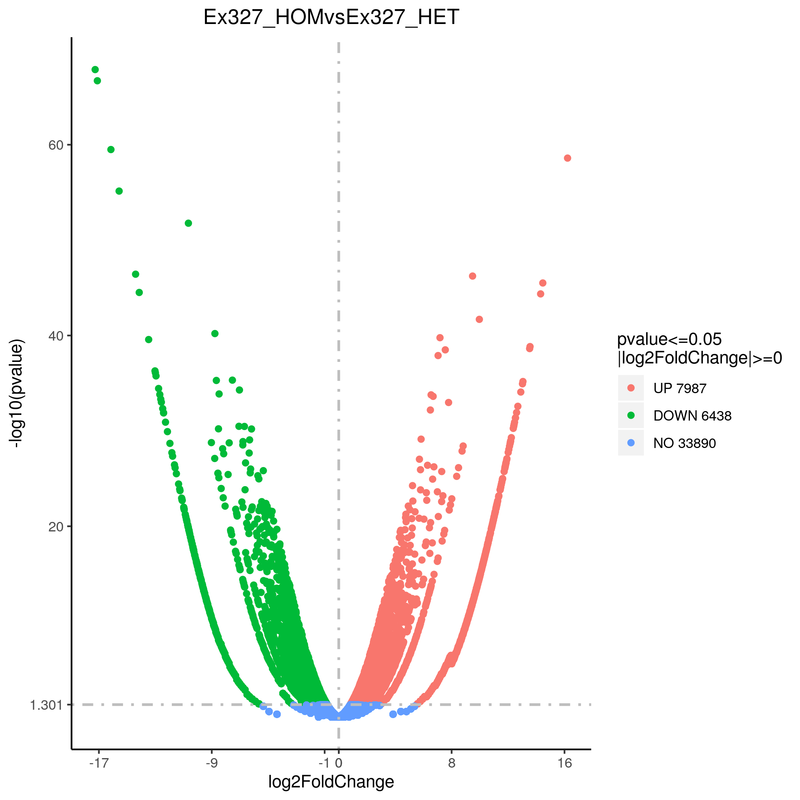 Ex327_HOMvsEx327_HET
-log10(pvalue)
60
40
20
1.301
-17
-9
-1
0
8
16
log2FoldChange
pvalue<=0.05
|log2FoldChange|>=0
UP 7987
DOWN 6438
NO 33890